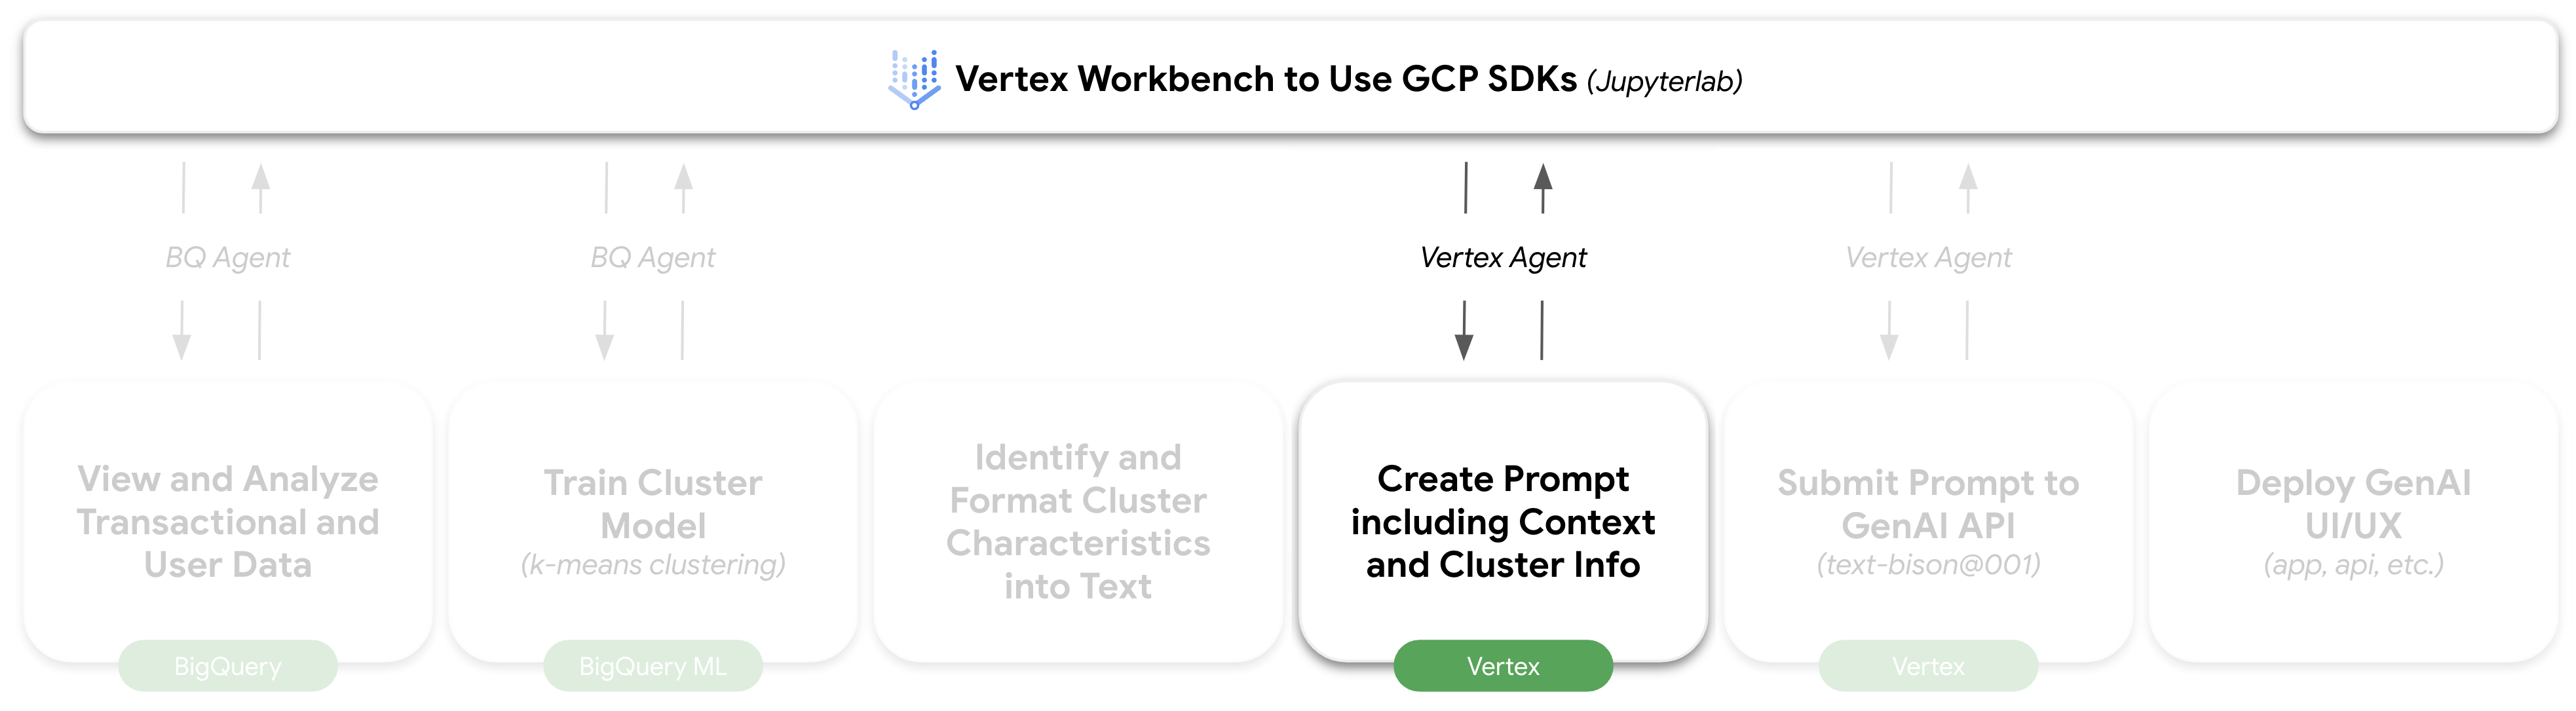 Vertex Workbench to Use GCP SDKs (Jupyterlab)
BQ Agent
BQ Agent
Vertex Agent
Vertex Agent
View and Analyze
Transactional and
User Data
BigQuery
Train Cluster
Model
(k-means clustering)
BigQuery ML
Identify and
Format Cluster
Characteristics
into Text
Create Prompt
including Context
and Cluster Info
Vertex
Submit Prompt to
GenAI API
(text-bison@001)
Vertex
Deploy GenAI
UI/UX
(app, api, etc.)